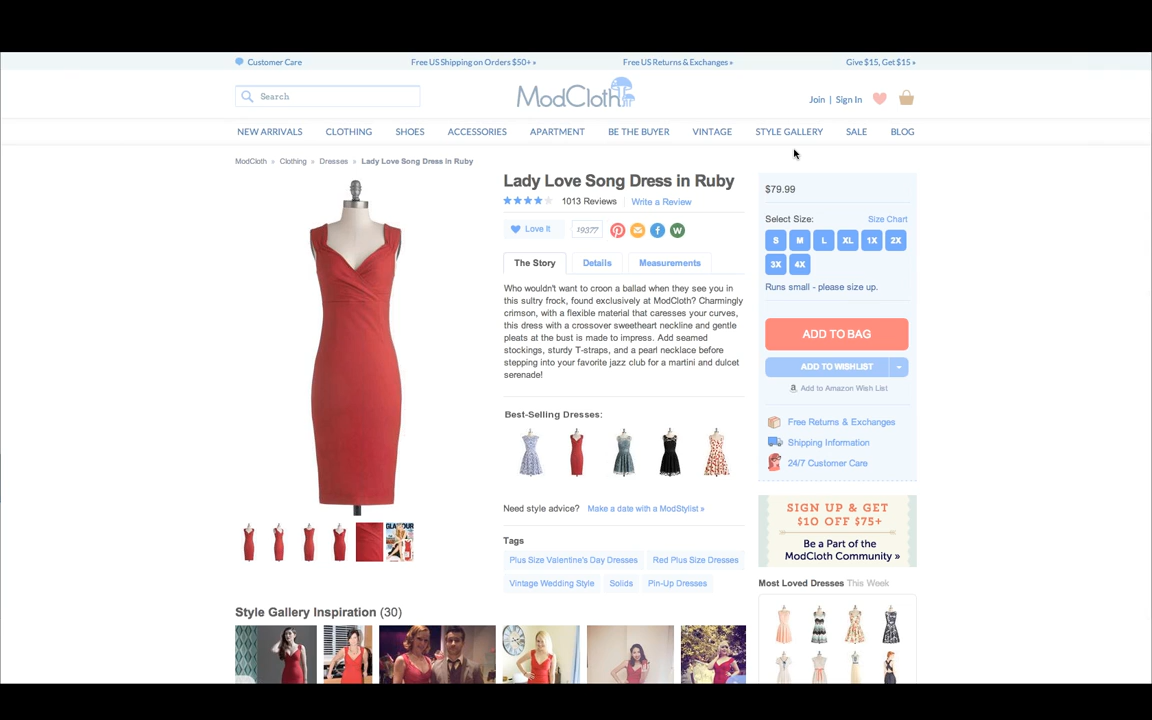 Customer Care
Free US Shipping on Orders $50+ »
Free US Returns & Exchanges »
Give $15, Get $15 »
Search
ModCloth
Join | Sign In
NEW ARRIVALS
CLOTHING
SHOES
ACCESSORIES
APARTMENT
BE THE BUYER
VINTAGE
STYLE GALLERY
SALE
BLOG
ModCloth » Clothing » Dresses » Lady Love Song Dress in Ruby
Lady Love Song Dress in Ruby
1013 Reviews
Write a Review
Love It
19377
The Story
Details
Measurements
Who wouldn't want to croon a ballad when they see you in
this sultry frock, found exclusively at ModCloth? Charmingly
crimson, with a flexible material that caresses your curves,
this dress with a crossover sweetheart neckline and gentle
pleats at the bust is made to impress. Add seamed
stockings, sturdy T-straps, and a pearl necklace before
stepping into your favorite jazz club for a martini and dulcet
serenade!
Best-Selling Dresses:
Need style advice? Make a date with a ModStylist »
Tags
Plus Size Valentine's Day Dresses
Red Plus Size Dresses
Vintage Wedding Style
Solids
Pin-Up Dresses
$79.99
Select Size:
Size Chart
S M L XL 1X 2X
3X 4X
Runs small - please size up.
ADD TO BAG
ADD TO WISHLIST
Add to Amazon Wish List
Free Returns & Exchanges
Shipping Information
24/7 Customer Care
SIGN UP & GET
$10 OFF $75+
Be a Part of the
ModCloth Community »
Most Loved Dresses This Week
GLAMOUR
Style Gallery Inspiration (30)